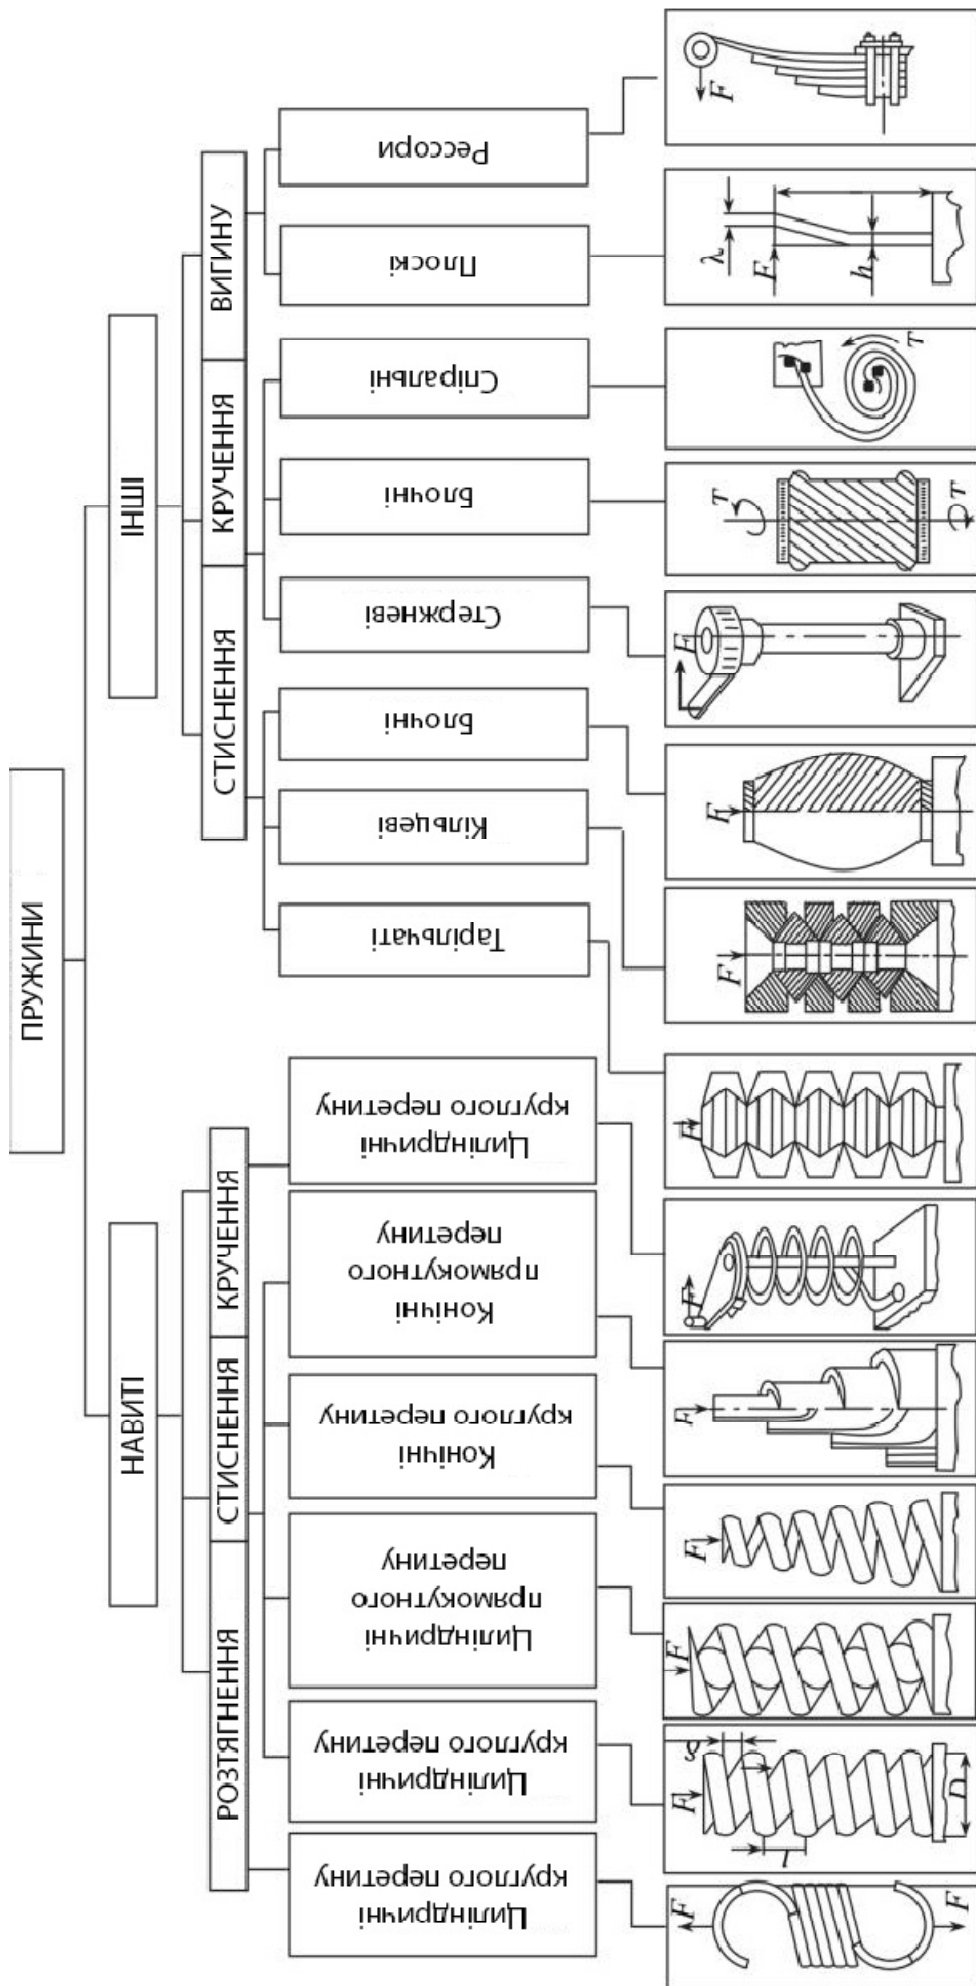 ПРУЖИНИ
НАВИТІ
ІНШІ
РОЗТЯГНЕННЯ
СТИСНЕННЯ
КРУЧЕННЯ
СТИСНЕННЯ
КРУЧЕННЯ
ВИГИНУ
Циліндричні
круглого перетину
Циліндричні
круглого перетину
Циліндричні
прямокутного
перетину
Конічні
круглого перетину
Конічні
прямокутного
перетину
Циліндричні
круглого перетину
Тарільчаті
Кільцеві
Блочні
Стержневі
Блочні
Спіральні
Плоскі
Рессори
F
F
F
D
F
F
F
F
F
F
F
F
T
T
T
λ
F
h
F